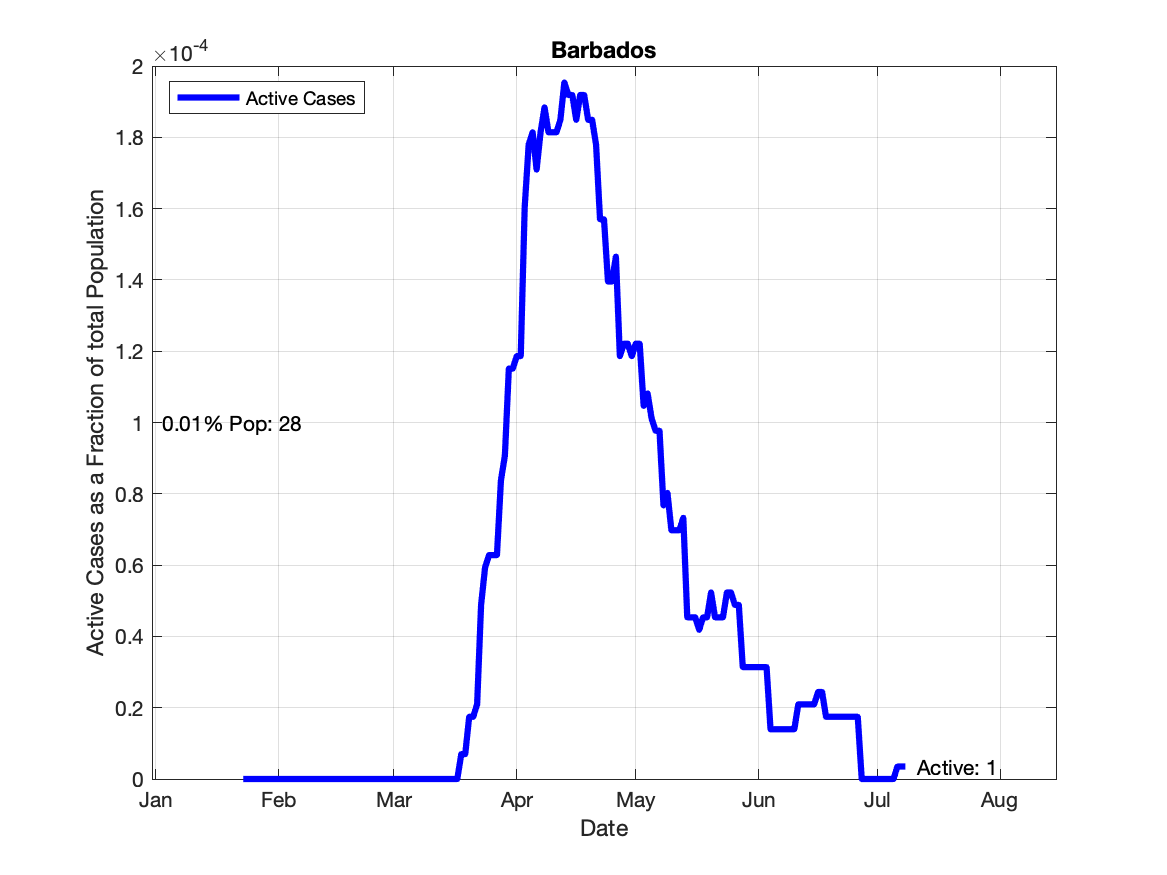 Barbados
×10⁻⁴
Active Cases
2
1.8
1.6
1.4
1.2
1
0.8
0.6
0.4
0.2
0
Active Cases as a Fraction of total Population
0.01% Pop: 28
Active: 1
Jan Feb Mar Apr May Jun Jul Aug
Date